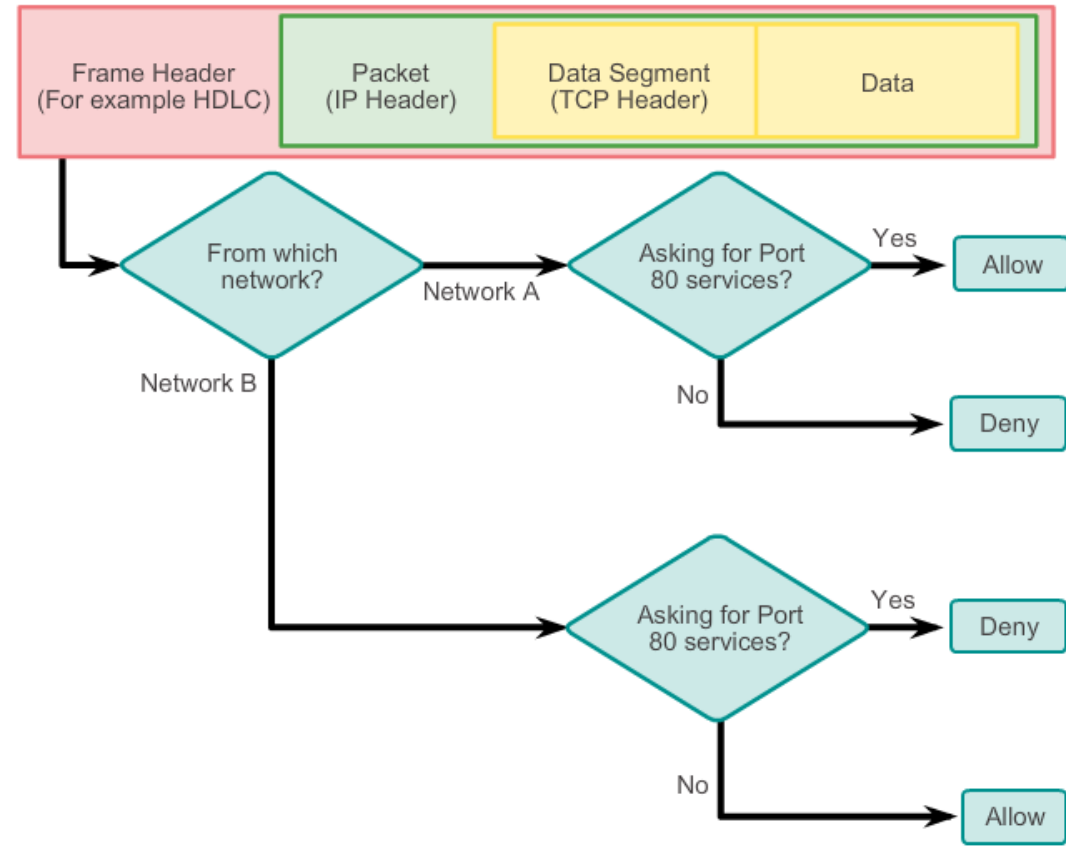 Frame Header
(For example HDLC)
Packet
(IP Header)
Data Segment
(TCP Header)
Data
From which
network?
Network A
Asking for Port
80 services?
Yes
Allow
No
Deny
Network B
Asking for Port
80 services?
Yes
Deny
No
Allow